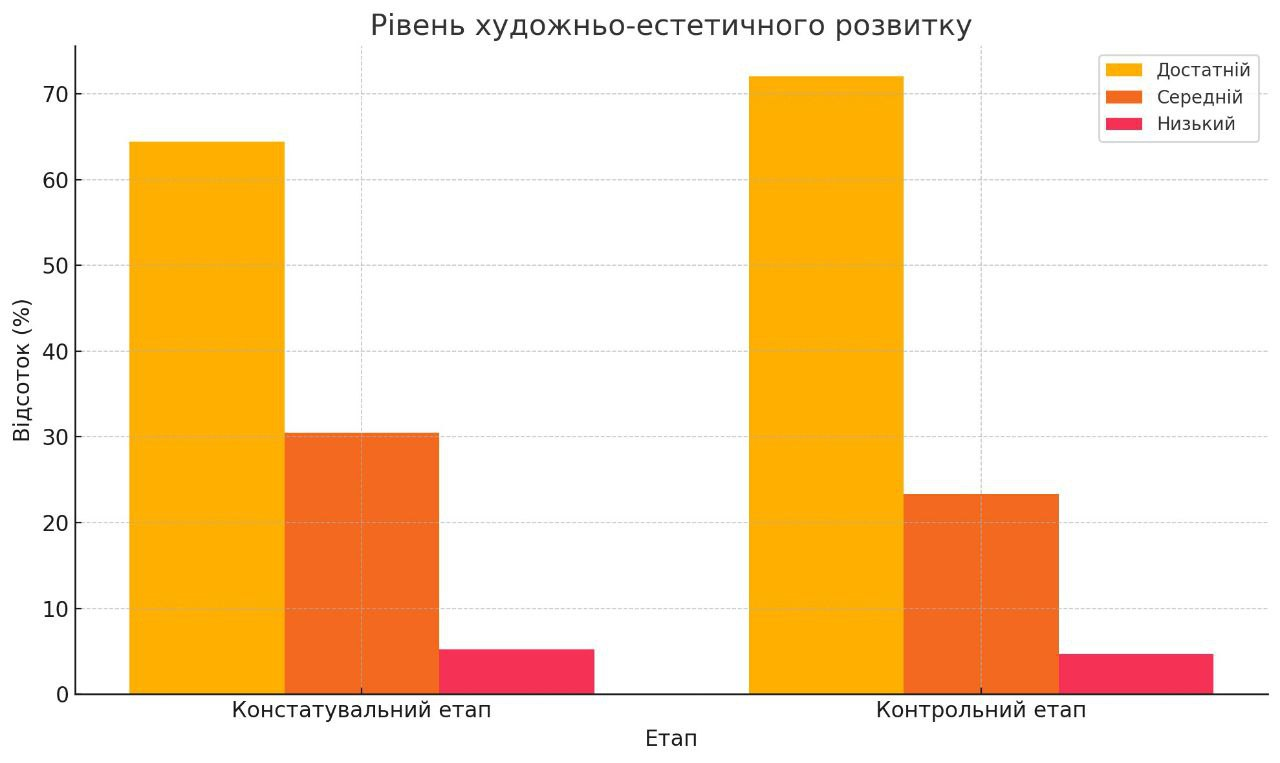 Рівень художньо-естетичного розвитку
Достатній
Середній
Низький
Відсоток (%)
70
60
50
40
30
20
10
0
Констатувальний етап
Контрольний етап
Етап